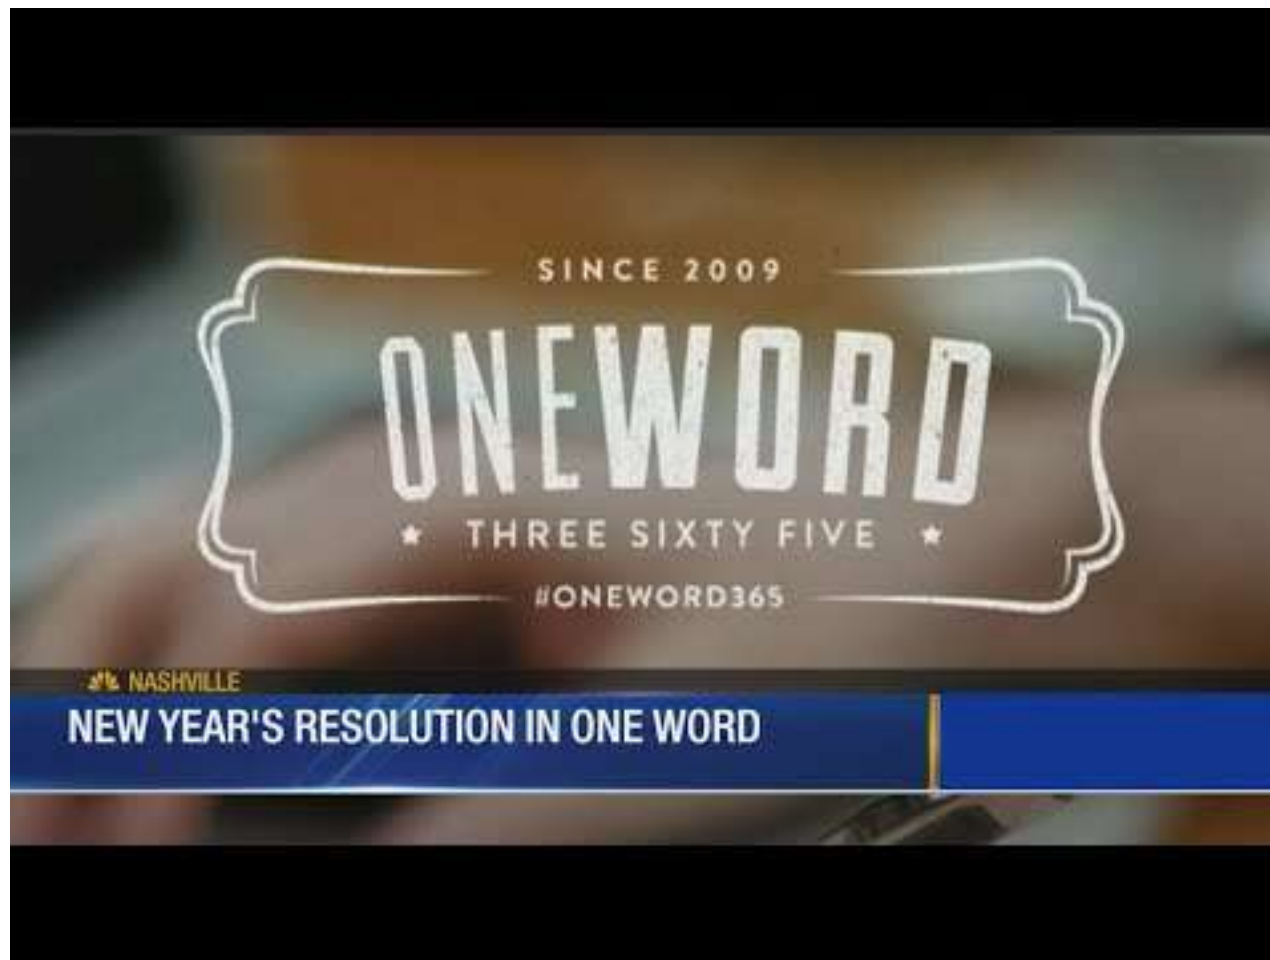 SINCE 2009
ONEWORD
THREE SIXTY FIVE
#ONEWORD365
NASHVILLE
NEW YEAR'S RESOLUTION IN ONE WORD